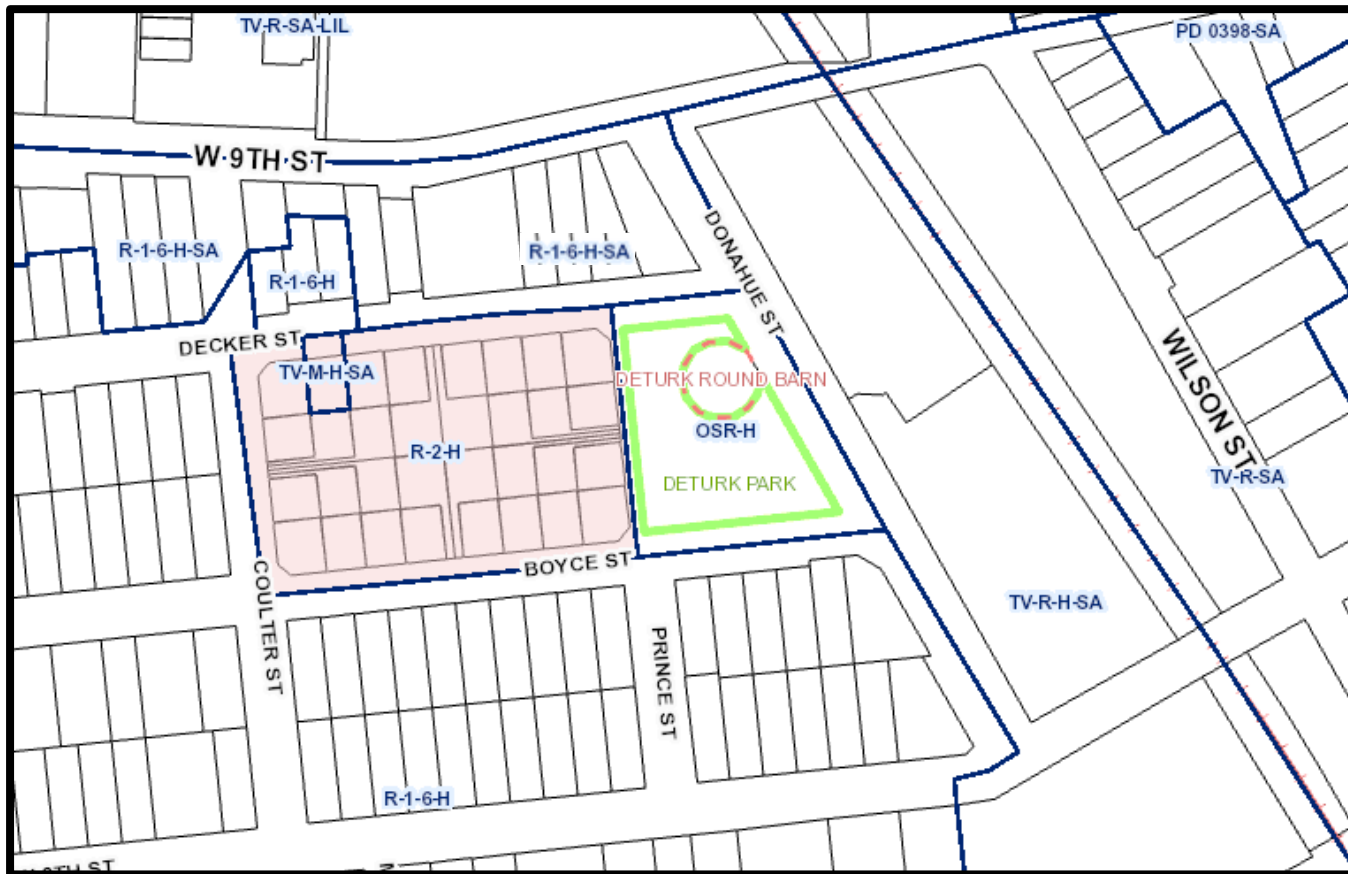 TV-R-SA-LIL
PD 0398-SA
W 9TH ST
R-1-6-H-SA
R-1-6-H-SA
R-1-6-H
DONAHUE ST
DECKER ST
TV-M-H-SA
DETURK ROUND BARN
WILSON ST
OSR-H
R-2-H
DETURK PARK
TV-R-SA
BOYCE ST
COULTER ST
TV-R-H-SA
PRINCE ST
R-1-6-H
TH ST